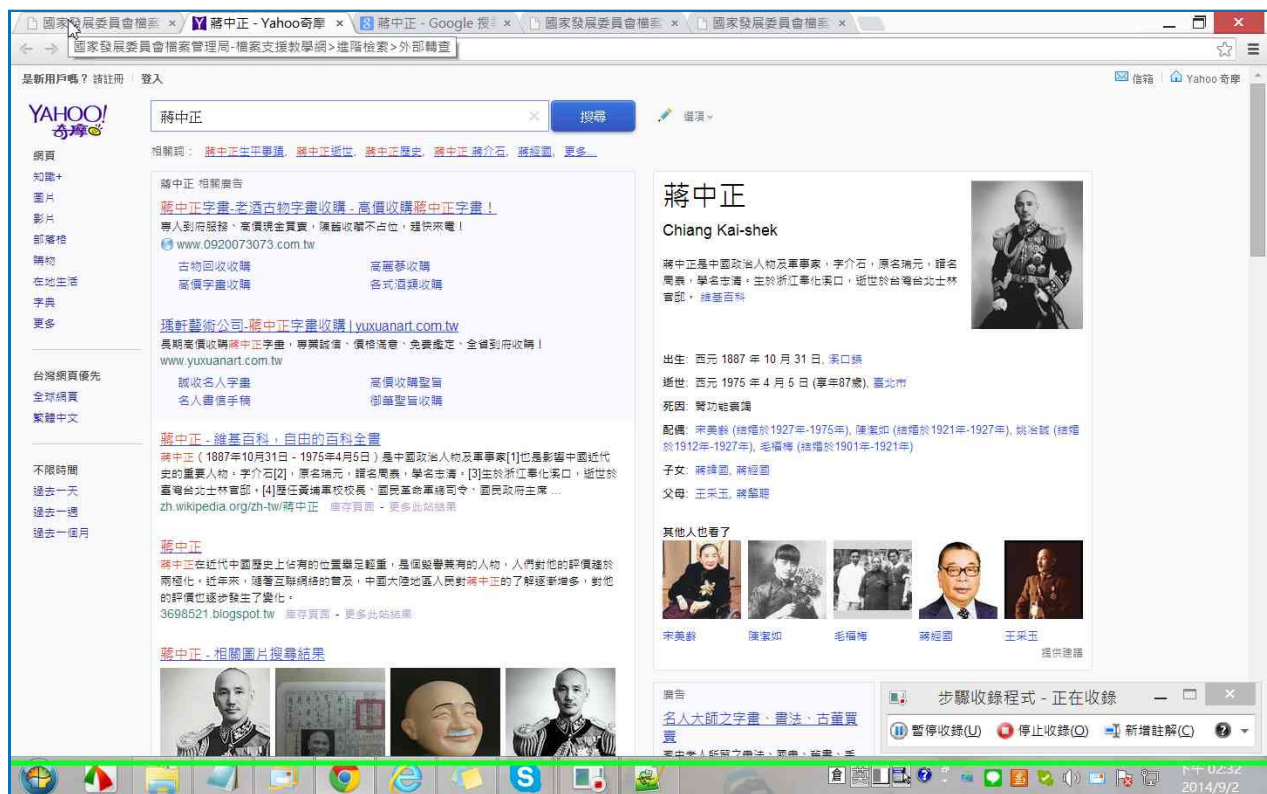 國家發展委員會檔案
蔣中正 - Yahoo奇摩
蔣中正 - Google 搜
國家發展委員會檔案
國家發展委員會檔案
國家發展委員會檔案管理局-檔案支援教學網>進階檢索>外部轉查
是新用戶嗎？ 請註冊 登入
信箱 Yahoo 奇摩
YAHOO!
奇摩
蔣中正
搜尋
選項
相關詞： 蔣中正生平事蹟, 蔣中正逝世, 蔣中正歷史, 蔣中正 蔣介石, 蔣經國, 更多...
網頁
知識+
圖片
影片
部落格
購物
在地生活
字典
更多
台灣網頁優先
全球網頁
繁體中文
不限時間
過去一天
過去一週
過去一個月
蔣中正 相關廣告
蔣中正字畫-老酒古物字畫收購 - 高價收購蔣中正字畫！
專人到府服務、高價現金買賣，陳舊收藏不占位，趕快來電！
www.0920073073.com.tw
古物回收收購 高麗蔘收購
高價字畫收購 各式酒類收購
瑀軒藝術公司-蔣中正字畫收購 | yuxuanart.com.tw
長期高價收購蔣中正字畫，專業誠信、價格滿意、免費鑑定、全省到府收購！
www.yuxuanart.com.tw
誠收名人字畫 高價收購聖旨
名人書信手稿 御筆聖旨收購
蔣中正 - 維基百科，自由的百科全書
蔣中正（1887年10月31日 - 1975年4月5日）是中國政治人物及軍事家[1]也是影響中國近代
史的重要人物。字介石[2]，原名瑞元，譜名周泰，學名志清。[3]生於浙江奉化溪口，逝世於
臺灣台北士林官邸，[4]歷任黃埔軍校校長、國民革命軍總司令、國民政府主席 ...
zh.wikipedia.org/zh-tw/蔣中正 庫存頁面 - 更多此站結果
蔣中正
蔣中正在近代中國歷史上佔有的位置舉足輕重，是個毀譽兼有的人物，人們對他的評價趨於
兩極化。近年來，隨著互聯網絡的普及，中國大陸地區人民對蔣中正的了解逐漸增多，對他
的評價也逐步發生了變化。
3698521.blogspot.tw 庫存頁面 - 更多此站結果
蔣中正 - 相關圖片搜尋結果
蔣中正
Chiang Kai-shek
蔣中正是中國政治人物及軍事家，字介石，原名瑞元，譜名
周泰，學名志清。生於浙江奉化溪口，逝世於台灣台北士林
官邸。 維基百科
出生: 西元 1887 年 10 月 31 日, 溪口鎮
逝世: 西元 1975 年 4 月 5 日 (享年87歲), 臺北市
死因: 腎功能衰竭
配偶: 宋美齡 (結婚於1927年-1975年), 陳潔如 (結婚於1921年-1927年), 姚冶誠 (結婚
於1912年-1927年), 毛福梅 (結婚於1901年-1921年)
子女: 蔣緯國, 蔣經國
父母: 王采玉, 蔣肇聰
其他人也看了
宋美齡 陳潔如 毛福梅 蔣經國 王采玉
提供建議
廣告
名人大師之字畫、書法、古董買
賣
步驟收錄程式 - 正在收錄
暫停收錄(U) 停止收錄(O) 新增註解(C)
倉 英
下午 02:32
2014/9/2